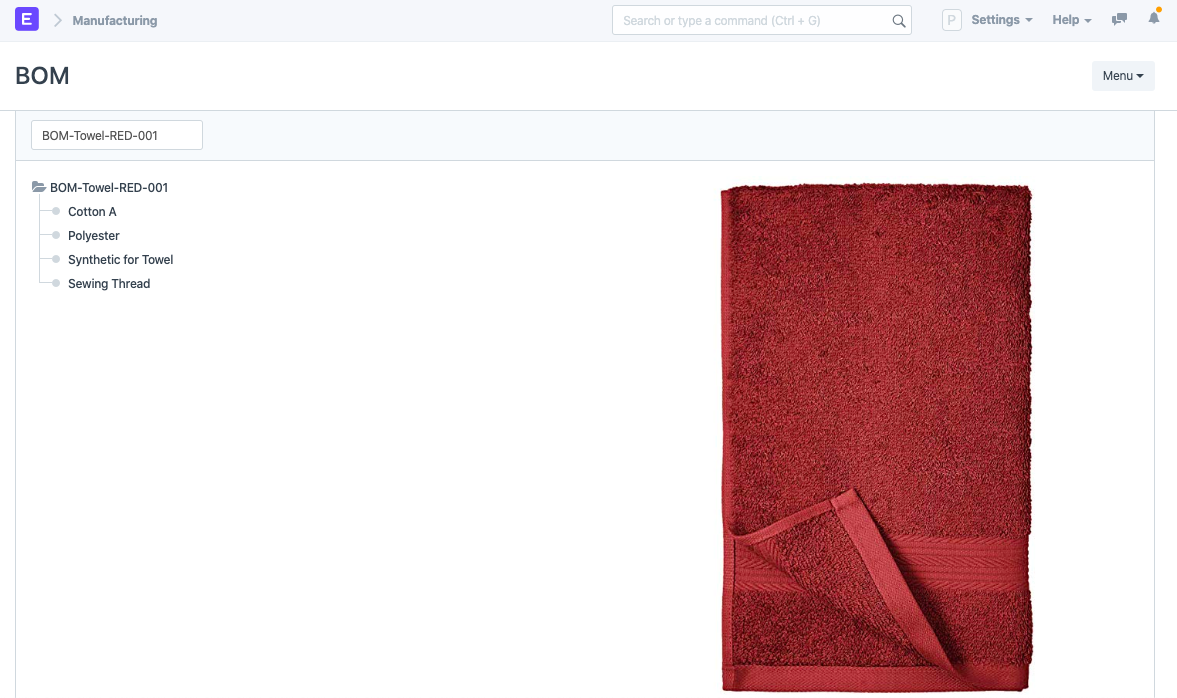 E Manufacturing Search or type a command (Ctrl + G) P Settings Help
BOM Menu
BOM-Towel-RED-001
BOM-Towel-RED-001
Cotton A
Polyester
Synthetic for Towel
Sewing Thread